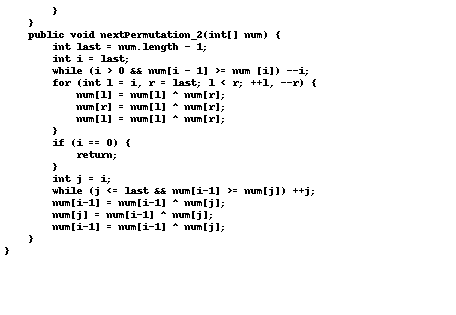 }
    }
    public void nextPermutation_2(int[] num) {
        int last = num.length - 1;
        int i = last;
        while (i > 0 && num[i - 1] >= num [i]) --i;
        for (int l = i, r = last; l < r; ++l, --r) {
            num[l] = num[l] ^ num[r];
            num[r] = num[l] ^ num[r];
            num[l] = num[l] ^ num[r];
        }
        if (i == 0) {
            return;
        }
        int j = i;
        while (j <= last && num[i-1] >= num[j]) ++j;
        num[i-1] = num[i-1] ^ num[j];
        num[j] = num[i-1] ^ num[j];
        num[i-1] = num[i-1] ^ num[j];
    }
}